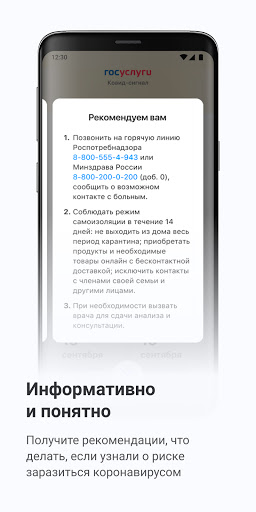 12:30
госуслуги
Ковид-сигнал
Рекомендуем вам
1. Позвонить на горячую линию
Роспотребнадзора
8-800-555-4-943 или
Минздрава России
8-800-200-0-200 (доб. 0),
сообщить о возможном
контакте с больным.
2. Соблюдать режим
самоизоляции в течение 14
дней: не выходить из дома весь
период карантина; приобретать
продукты и необходимые
товары онлайн с бесконтактной
доставкой; исключить контакты
с членами своей семьи и
другими лицами.
3. При необходимости вызвать
врача для сдачи анализа и
консультации.
сентября
сентября
Информативно
и понятно
Получите рекомендации, что
делать, если узнали о риске
заразиться коронавирусом